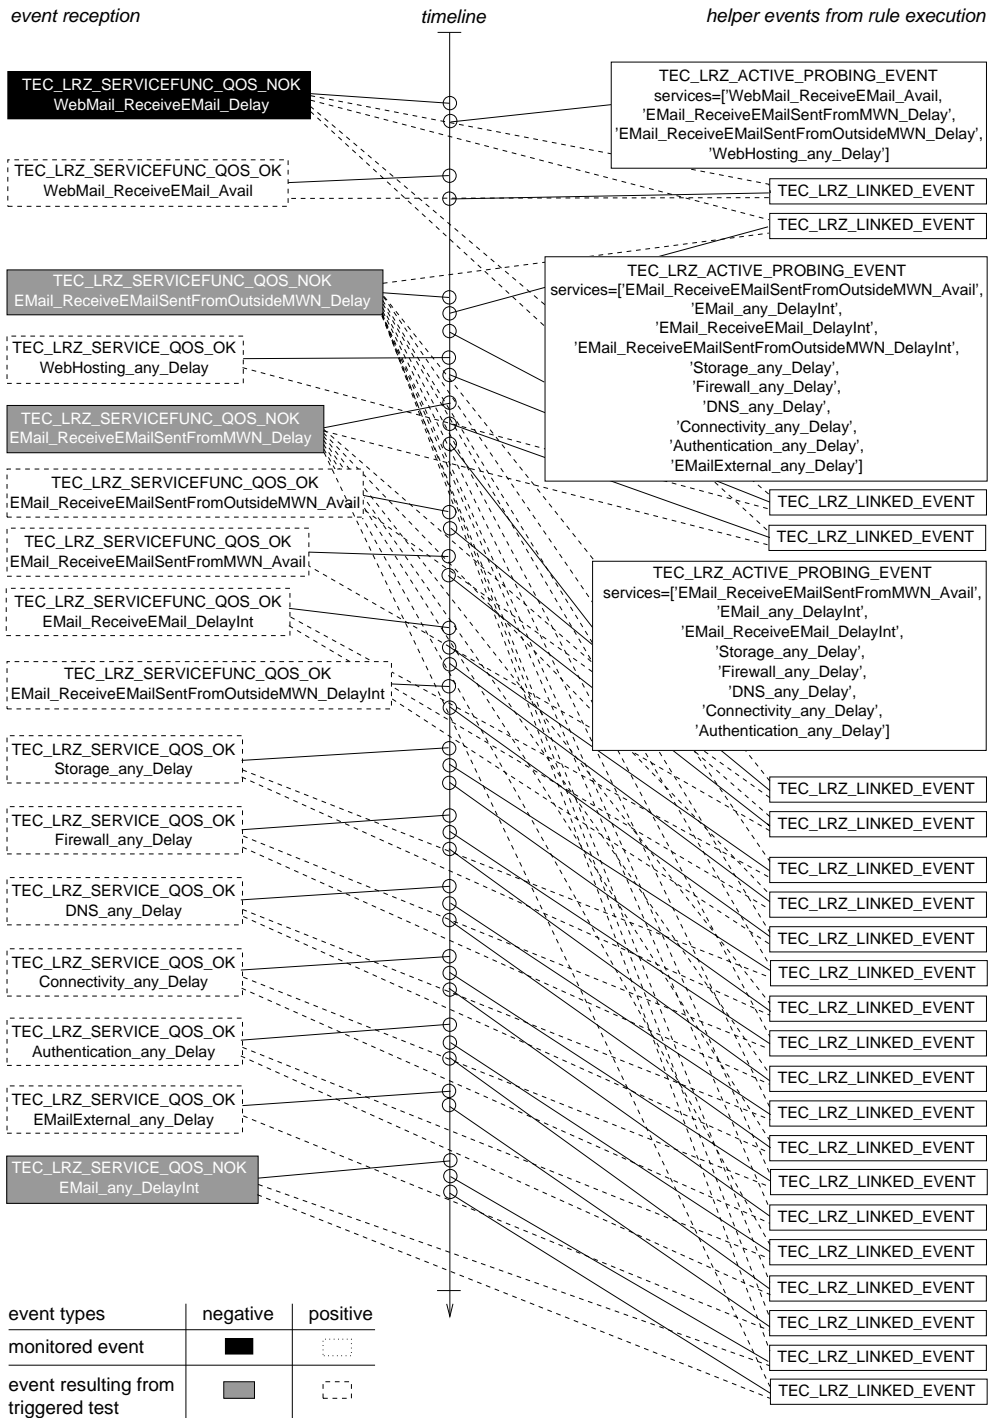 event reception
timeline
helper events from rule execution
TEC_LRZ_SERVICEFUNC_QOS_NOK
WebMail_ReceiveEMail_Delay
TEC_LRZ_ACTIVE_PROBING_EVENT
services=['WebMail_ReceiveEMail_Avail,
'EMail_ReceiveEMailSentFromMWN_Delay',
'EMail_ReceiveEMailSentFromOutsideMWN_Delay',
'WebHosting_any_Delay']
TEC_LRZ_SERVICEFUNC_QOS_OK
WebMail_ReceiveEMail_Avail
TEC_LRZ_LINKED_EVENT
TEC_LRZ_LINKED_EVENT
TEC_LRZ_SERVICEFUNC_QOS_NOK
EMail_ReceiveEMailSentFromOutsideMWN_Delay
TEC_LRZ_ACTIVE_PROBING_EVENT
services=['EMail_ReceiveEMailSentFromOutsideMWN_Avail',
'EMail_any_DelayInt',
'EMail_ReceiveEMail_DelayInt',
'EMail_ReceiveEMailSentFromOutsideMWN_DelayInt',
'Storage_any_Delay',
'Firewall_any_Delay',
'DNS_any_Delay',
'Connectivity_any_Delay',
'Authentication_any_Delay',
'EMailExternal_any_Delay']
TEC_LRZ_SERVICE_QOS_OK
WebHosting_any_Delay
TEC_LRZ_SERVICEFUNC_QOS_NOK
EMail_ReceiveEMailSentFromMWN_Delay
TEC_LRZ_SERVICEFUNC_QOS_OK
EMail_ReceiveEMailSentFromOutsideMWN_Avail
TEC_LRZ_LINKED_EVENT
TEC_LRZ_LINKED_EVENT
TEC_LRZ_SERVICEFUNC_QOS_OK
EMail_ReceiveEMailSentFromMWN_Avail
TEC_LRZ_ACTIVE_PROBING_EVENT
services=['EMail_ReceiveEMailSentFromMWN_Avail',
'EMail_any_DelayInt',
'EMail_ReceiveEMail_DelayInt',
'Storage_any_Delay',
'Firewall_any_Delay',
'DNS_any_Delay',
'Connectivity_any_Delay',
'Authentication_any_Delay']
TEC_LRZ_SERVICEFUNC_QOS_OK
EMail_ReceiveEMail_DelayInt
TEC_LRZ_SERVICEFUNC_QOS_OK
EMail_ReceiveEMailSentFromOutsideMWN_DelayInt
TEC_LRZ_SERVICE_QOS_OK
Storage_any_Delay
TEC_LRZ_LINKED_EVENT
TEC_LRZ_SERVICE_QOS_OK
Firewall_any_Delay
TEC_LRZ_LINKED_EVENT
TEC_LRZ_LINKED_EVENT
TEC_LRZ_SERVICE_QOS_OK
DNS_any_Delay
TEC_LRZ_LINKED_EVENT
TEC_LRZ_LINKED_EVENT
TEC_LRZ_SERVICE_QOS_OK
Connectivity_any_Delay
TEC_LRZ_LINKED_EVENT
TEC_LRZ_LINKED_EVENT
TEC_LRZ_SERVICE_QOS_OK
Authentication_any_Delay
TEC_LRZ_LINKED_EVENT
TEC_LRZ_LINKED_EVENT
TEC_LRZ_SERVICE_QOS_OK
EMailExternal_any_Delay
TEC_LRZ_LINKED_EVENT
TEC_LRZ_LINKED_EVENT
TEC_LRZ_SERVICE_QOS_NOK
EMail_any_DelayInt
TEC_LRZ_LINKED_EVENT
TEC_LRZ_LINKED_EVENT
TEC_LRZ_LINKED_EVENT
TEC_LRZ_LINKED_EVENT
TEC_LRZ_LINKED_EVENT
TEC_LRZ_LINKED_EVENT
TEC_LRZ_LINKED_EVENT
event types
negative
positive
monitored event
event resulting from
triggered test